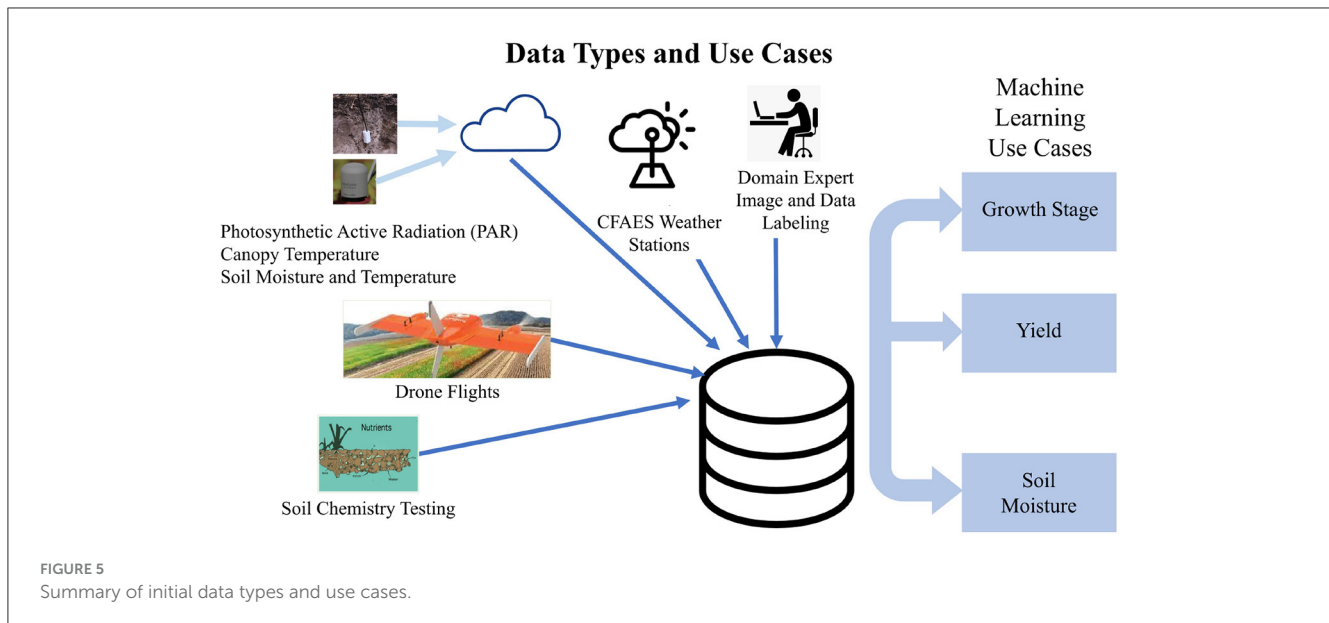 Data Types and Use Cases
Photosynthetic Active Radiation (PAR)
Canopy Temperature
Soil Moisture and Temperature
CFAES Weather
Stations
Domain Expert
Image and Data
Labeling
Drone Flights
Nutrients
Soil Chemistry Testing
Machine
Learning
Use Cases
Growth Stage
Yield
Soil
Moisture
FIGURE 5
Summary of initial data types and use cases.